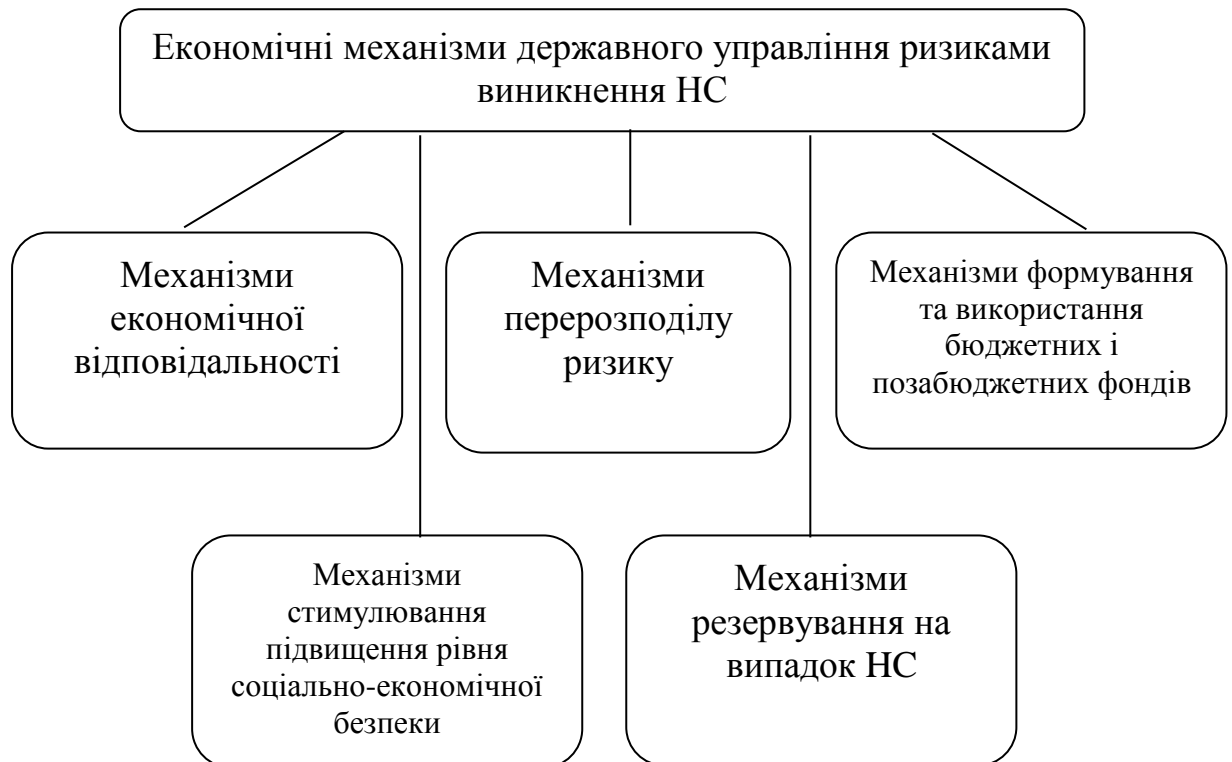 Економічні механізми державного управління ризиками
виникнення НС
Механізми
економічної
відповідальності
Механізми
перерозподілу
ризику
Механізми формування
та використання
бюджетних і
позабюджетних фондів
Механізми
стимулювання
підвищення рівня
соціально-економічної
безпеки
Механізми
резервування на
випадок НС